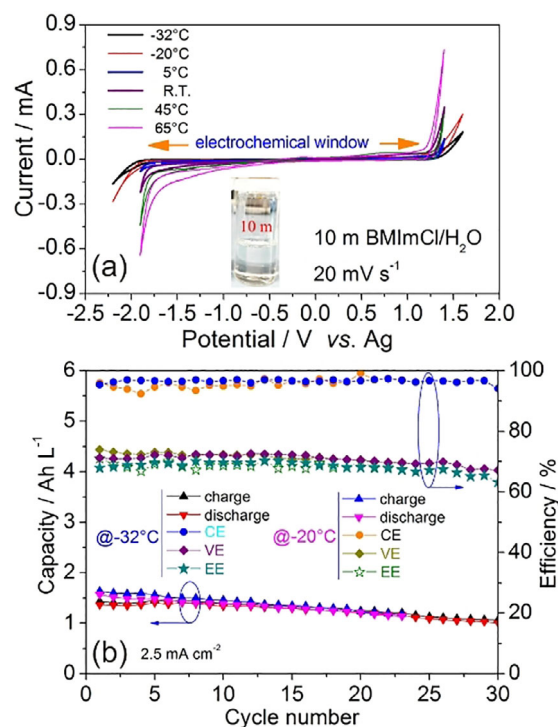 0.9
0.6
0.3
0.0
-0.3
-0.6
-0.9
Current / mA
-32°C
-20°C
5°C
R.T.
45°C
65°C
electrochemical window
10 m
(a)
10 m BMImCl/H₂O
20 mV s⁻¹
-2.5 -2.0 -1.5 -1.0 -0.5 0.0 0.5 1.0 1.5 2.0
Potential / V vs. Ag
6
5
4
3
2
1
0
Capacity / Ah L⁻¹
100
80
60
40
20
0
Efficiency / %
@-32°C
charge
discharge
CE
VE
EE
@-20°C
charge
discharge
CE
VE
EE
(b)
2.5 mA cm⁻²
0 5 10 15 20 25 30
Cycle number